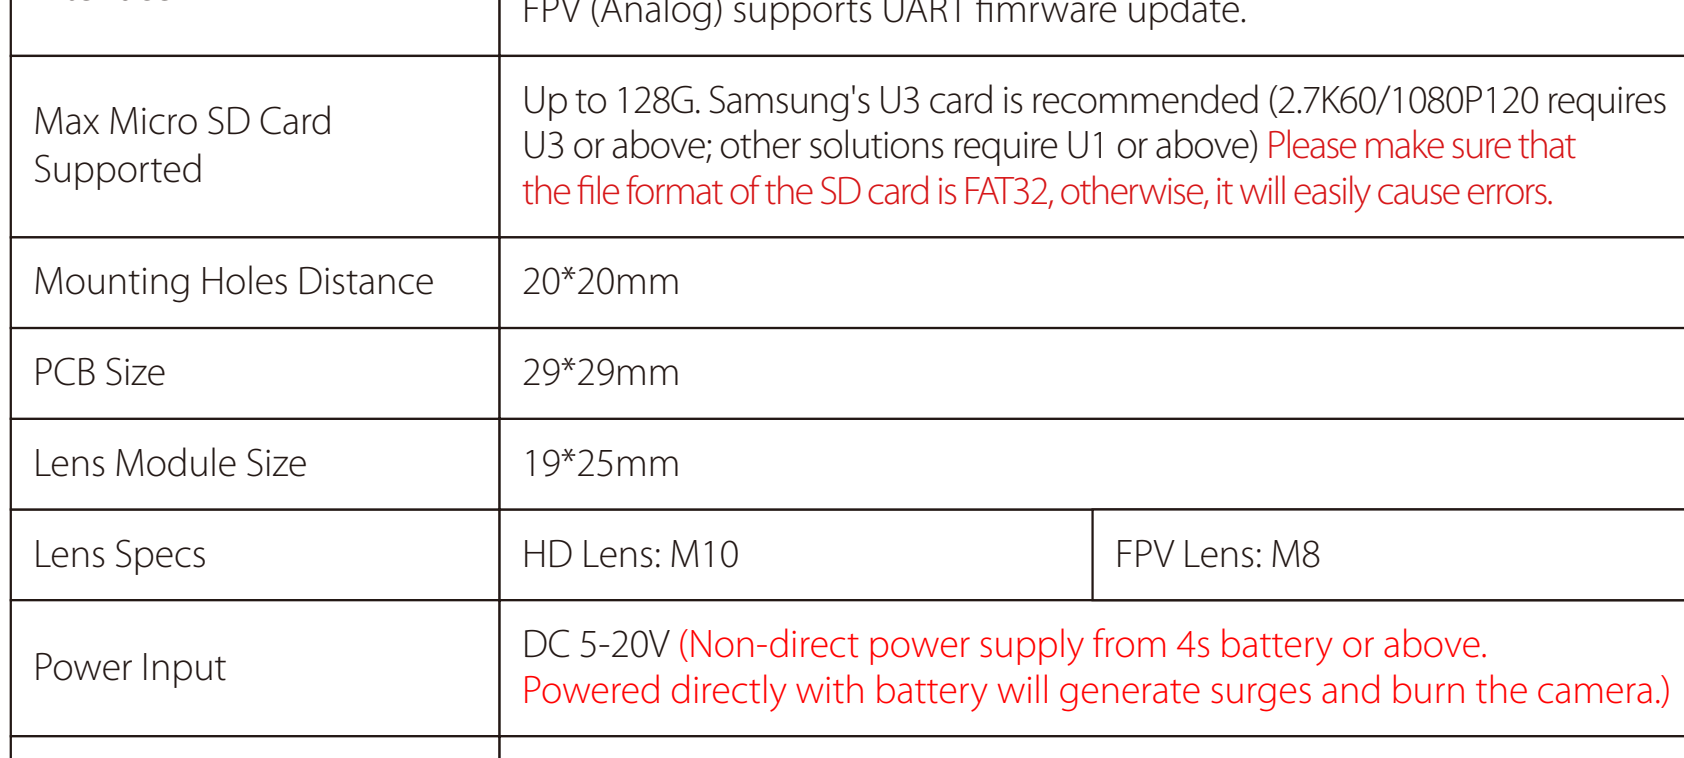 FPV (Analog) supports UART fimrware update.
Max Micro SD Card
Supported
Up to 128G. Samsung's U3 card is recommended (2.7K60/1080P120 requires
U3 or above; other solutions require U1 or above) Please make sure that
the file format of the SD card is FAT32, otherwise, it will easily cause errors.
Mounting Holes Distance
20*20mm
PCB Size
29*29mm
Lens Module Size
19*25mm
Lens Specs
HD Lens: M10
FPV Lens: M8
Power Input
DC 5-20V (Non-direct power supply from 4s battery or above.
Powered directly with battery will generate surges and burn the camera.)